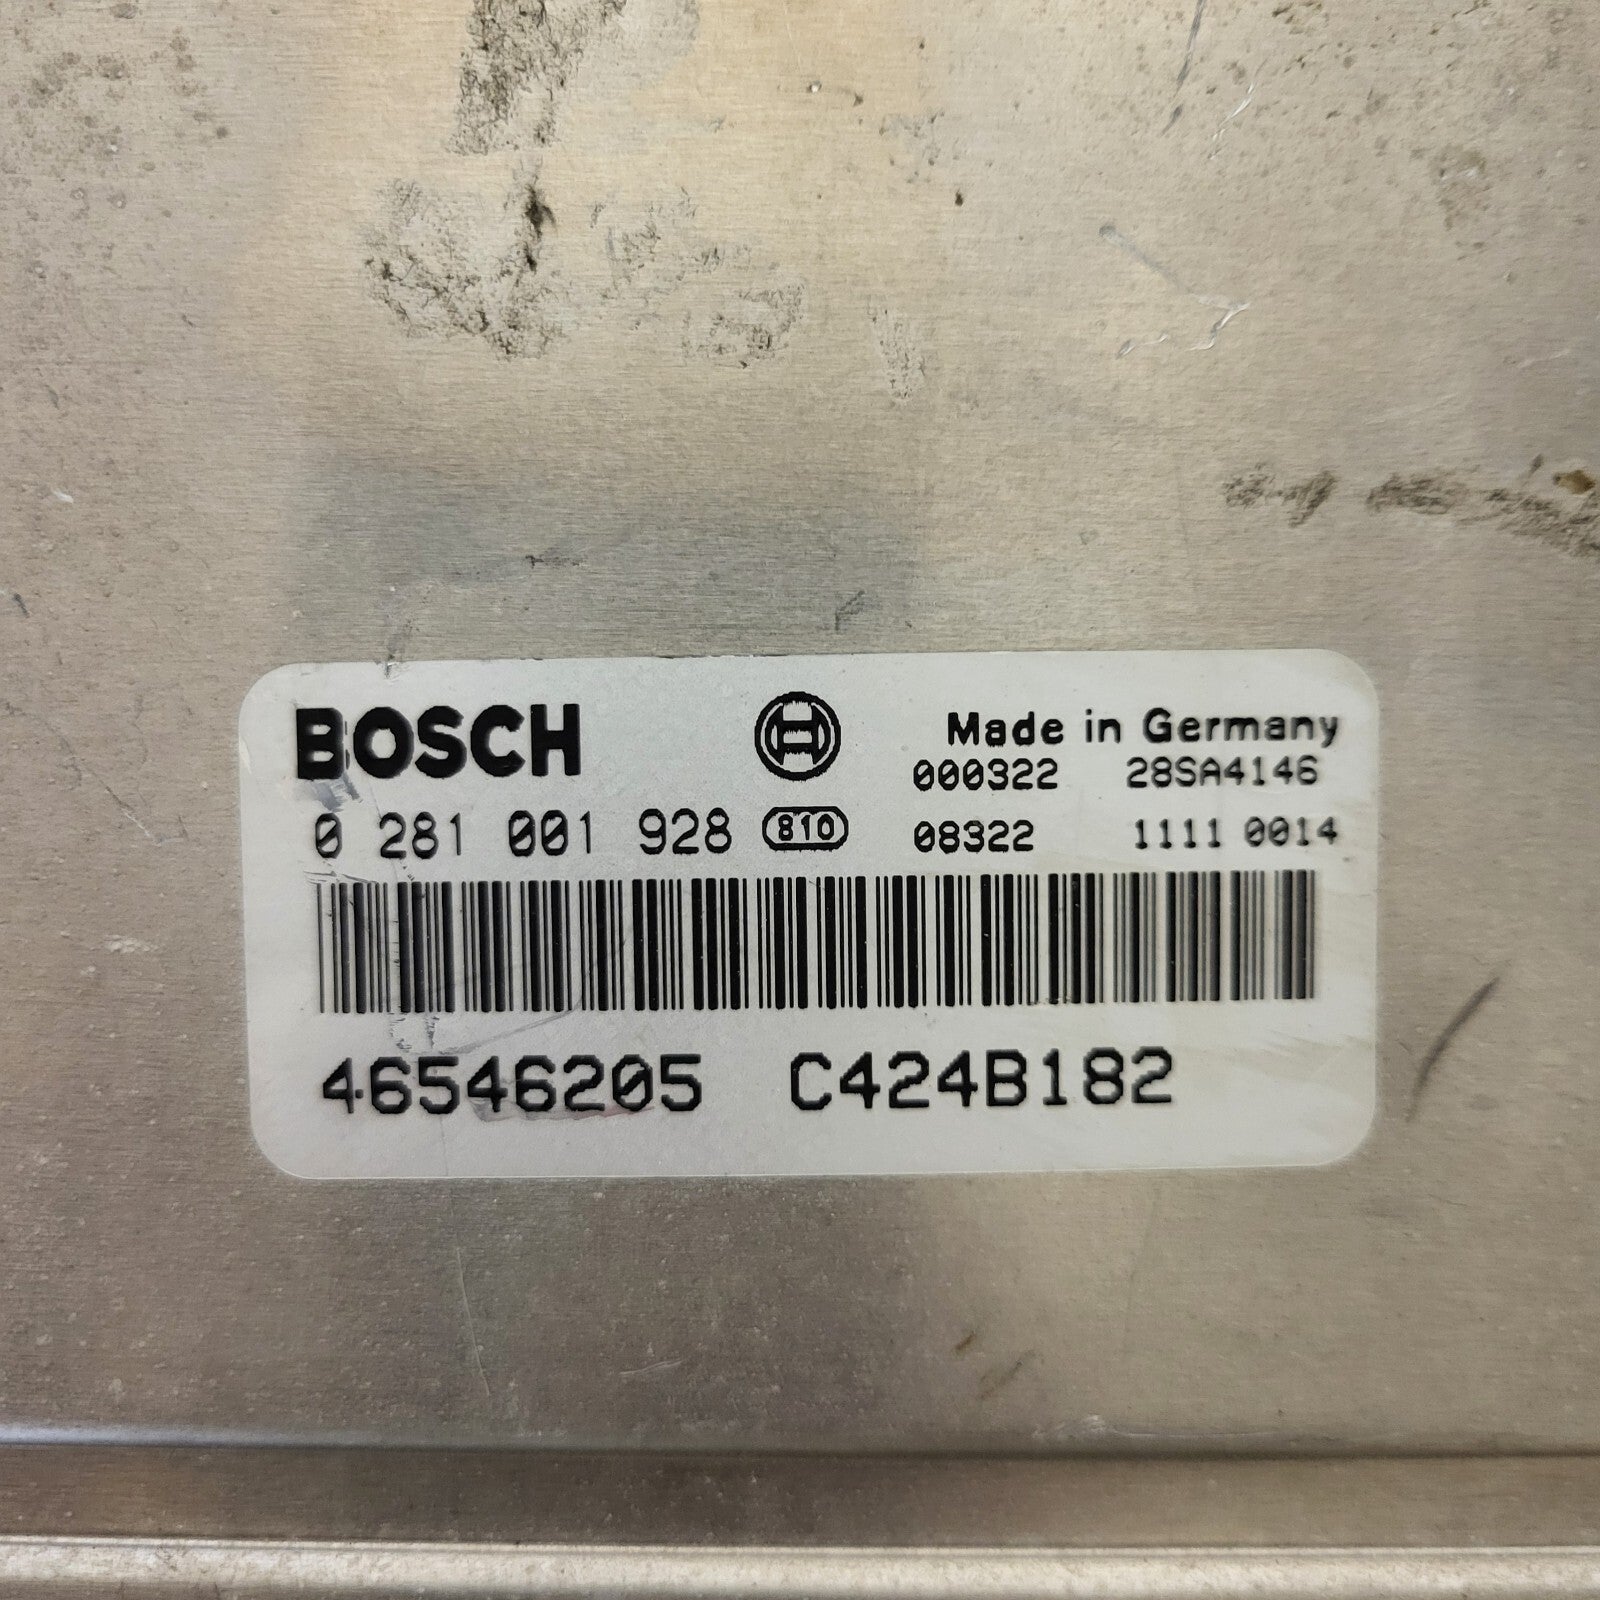 BOSCH
Made in Germany
000322 28SA4146
0 281 001 928 810 08322 1111 0014
46546205 C424B182